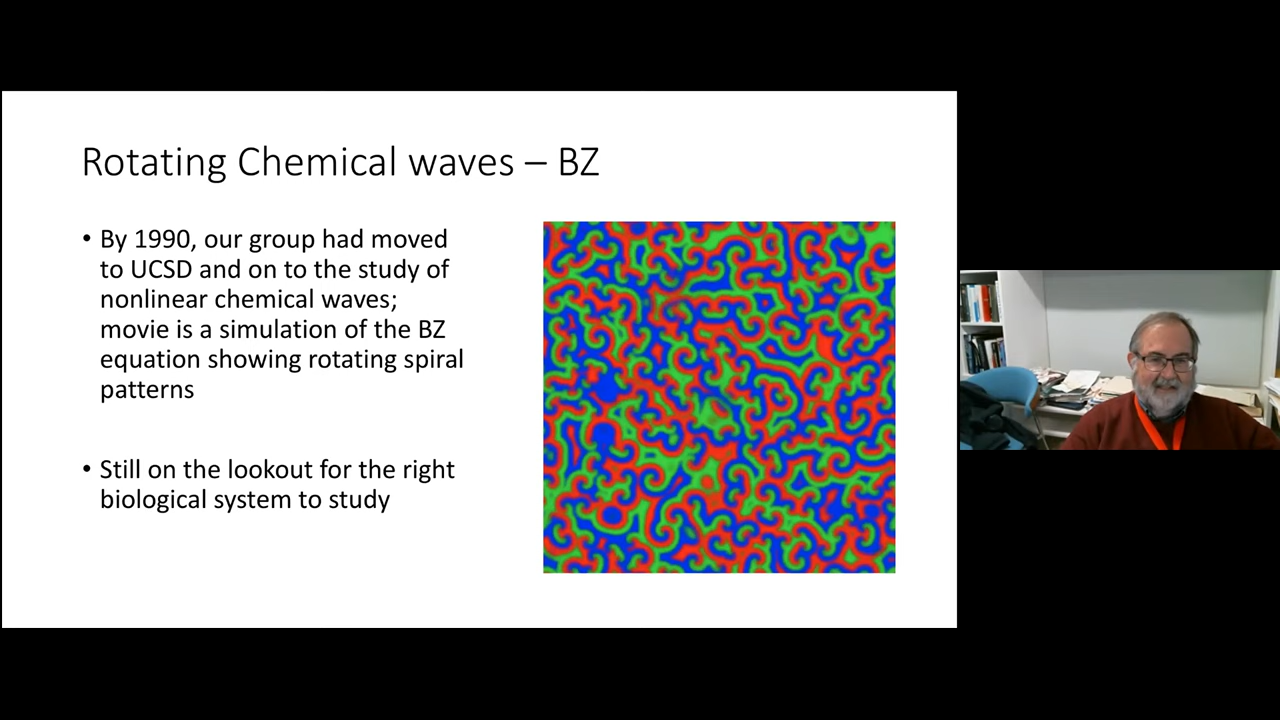 Rotating Chemical waves – BZ
• By 1990, our group had moved
to UCSD and on to the study of
nonlinear chemical waves;
movie is a simulation of the BZ
equation showing rotating spiral
patterns
• Still on the lookout for the right
biological system to study